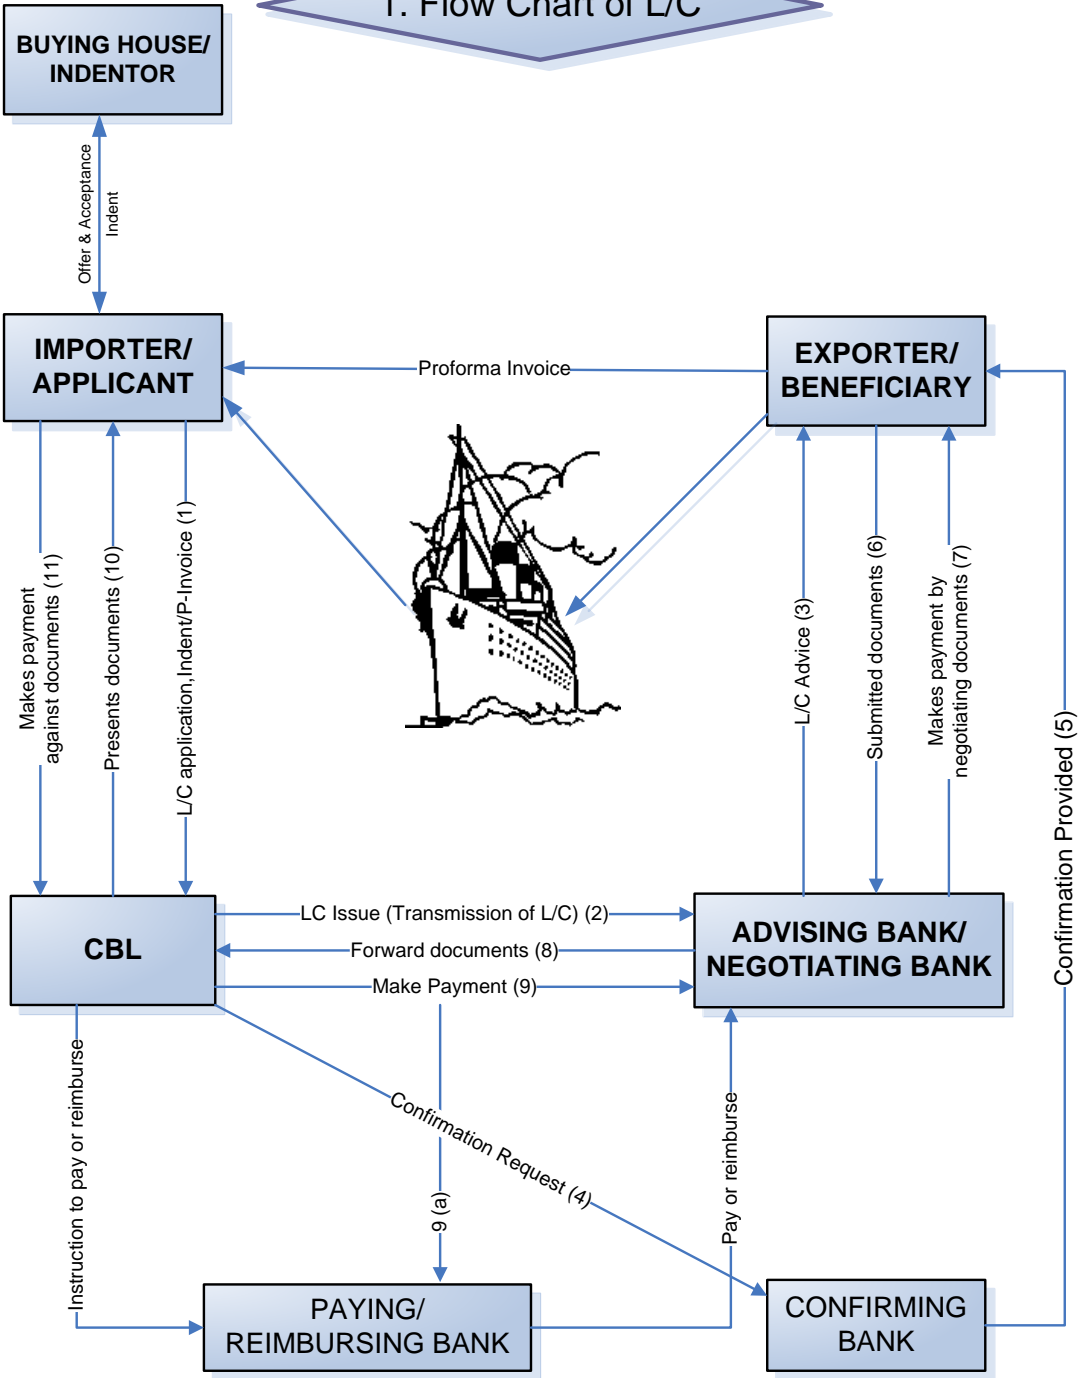 1. Flow Chart of L/C
BUYING HOUSE/
INDENTOR
Offer & Acceptance
Indent
IMPORTER/
APPLICANT
Proforma Invoice
EXPORTER/
BENEFICIARY
Makes payment
against documents (11)
Presents documents (10)
L/C application,Indent/P-Invoice (1)
L/C Advice (3)
Submitted documents (6)
Makes payment by
negotiating documents (7)
Confirmation Provided (5)
CBL
LC Issue (Transmission of L/C) (2)
Forward documents (8)
Make Payment (9)
ADVISING BANK/
NEGOTIATING BANK
Instruction to pay or reimburse
Confirmation Request (4)
9 (a)
Pay or reimburse
PAYING/
REIMBURSING BANK
CONFIRMING
BANK